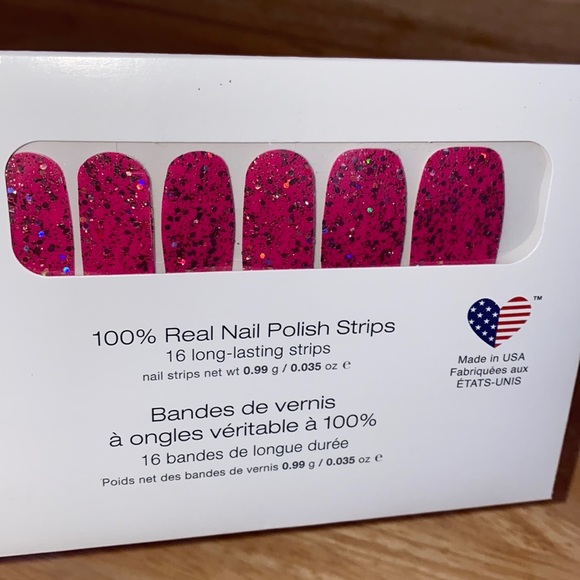 100% Real Nail Polish Strips
16 long-lasting strips
nail strips net wt 0.99 g / 0.035 oz ℮
Bandes de vernis
à ongles véritable à 100%
16 bandes de longue durée
Poids net des bandes de vernis 0.99 g / 0.035 oz ℮
™
Made in USA
Fabriquées aux
ÉTATS-UNIS